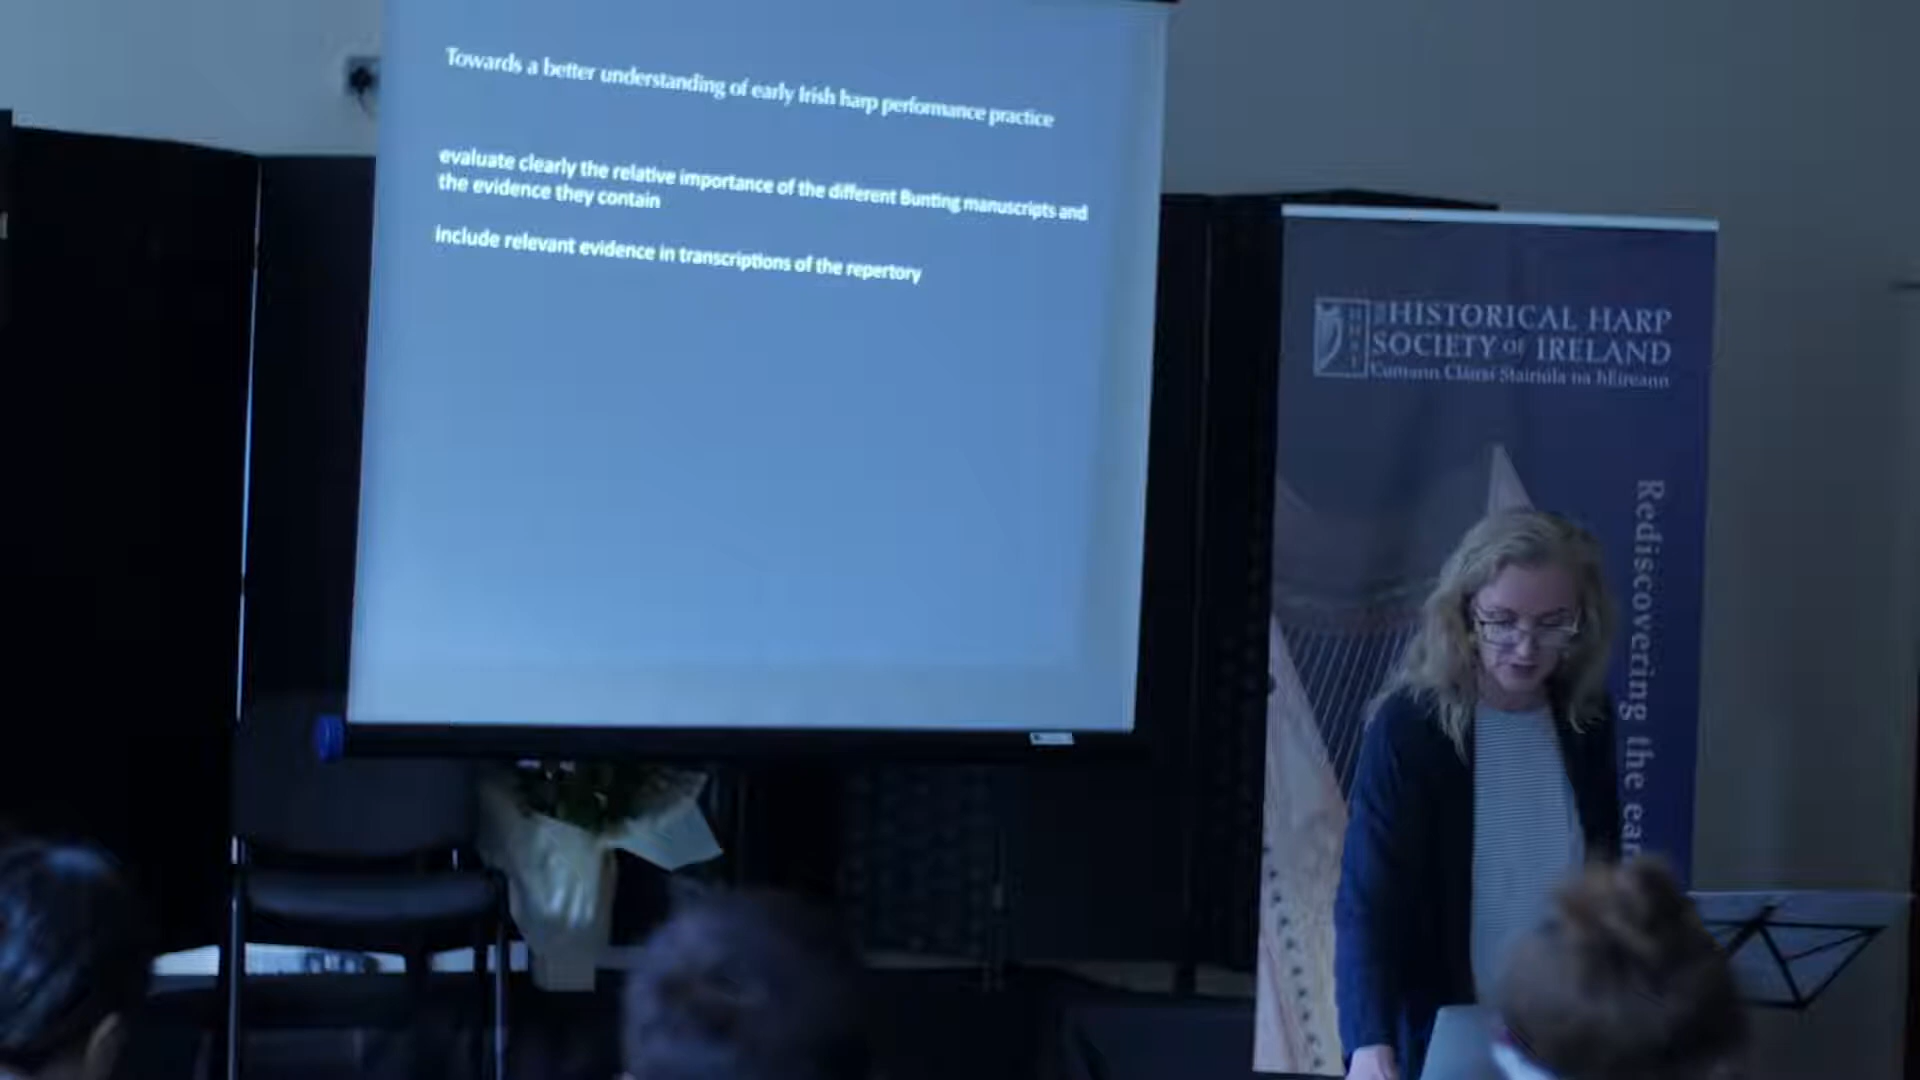 Towards a better understanding of early Irish harp performance practice
evaluate clearly the relative importance of the different Bunting manuscripts and
the evidence they contain
include relevant evidence in transcriptions of the repertory
THE HISTORICAL HARP
SOCIETY OF IRELAND
Cumann Cláirsí Stairiúla na hÉireann
Rediscovering the ear